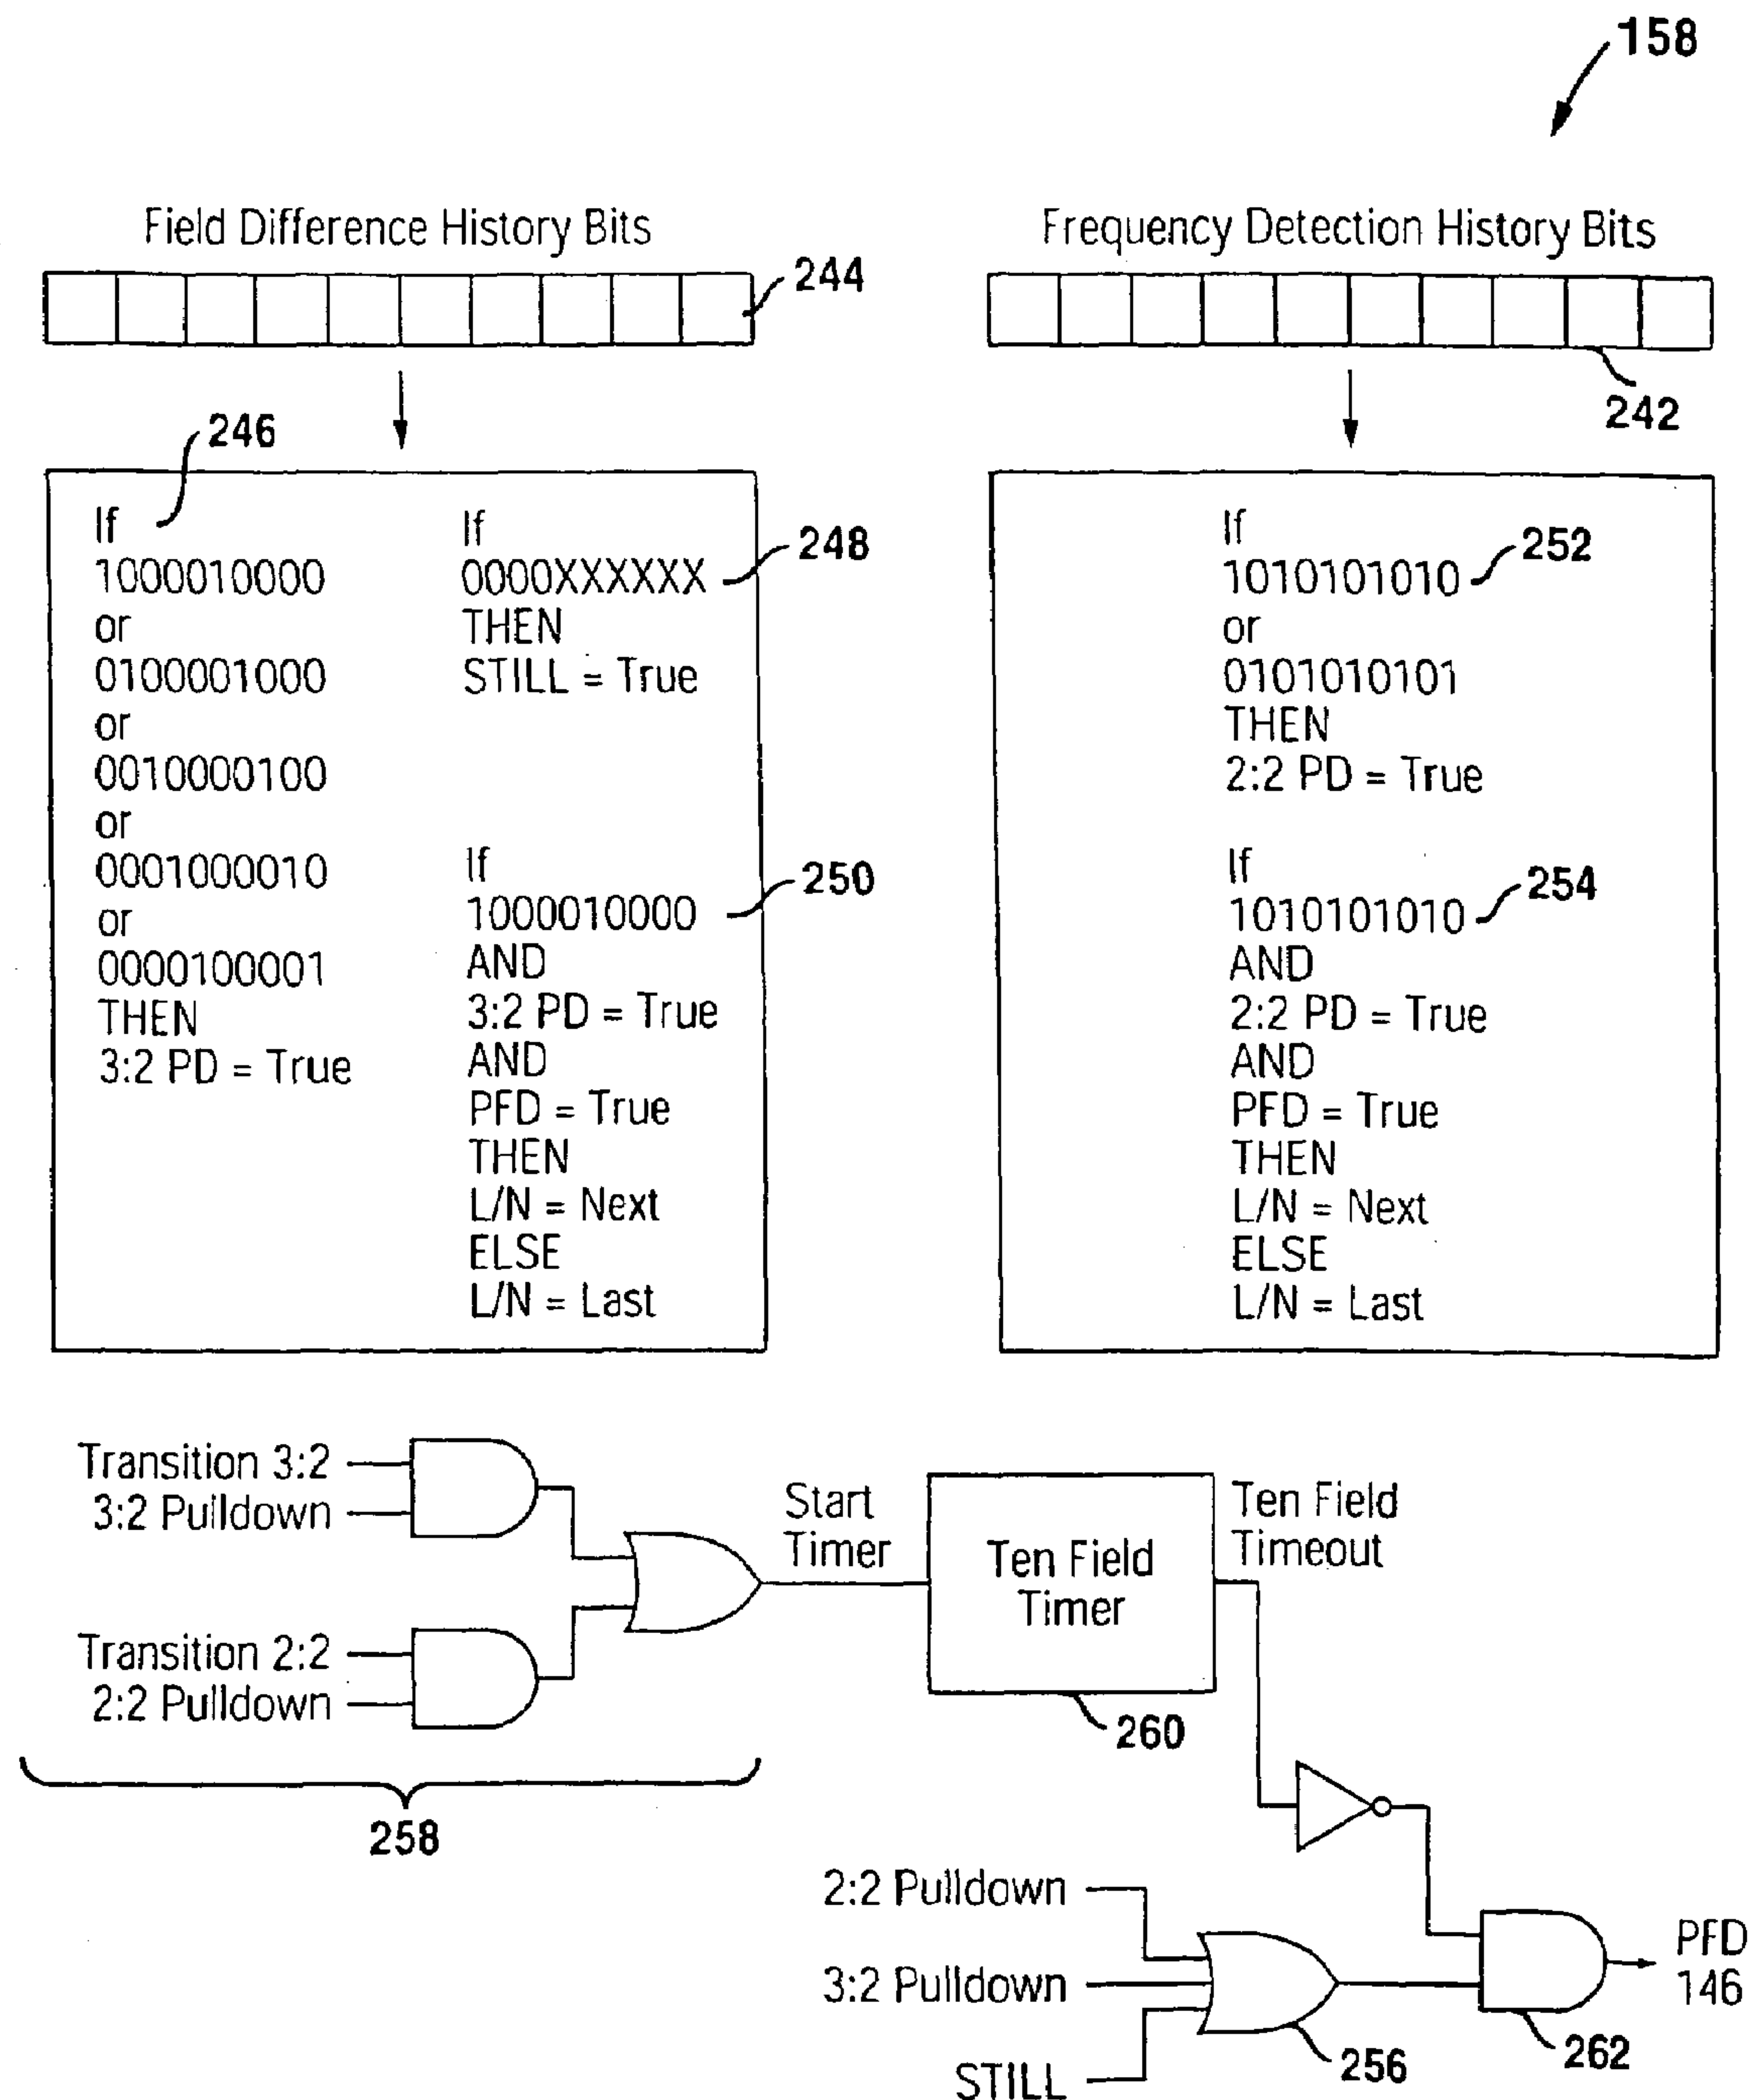 158
Field Difference History Bits
244
Frequency Detection History Bits
242
246
If
1000010000
or
0100001000
or
0010000100
or
0001000010
or
0000100001
THEN
3:2 PD = True
If
0000XXXXXX
248
THEN
STILL = True
If
1000010000
250
AND
3:2 PD = True
AND
PFD = True
THEN
L/N = Next
ELSE
L/N = Last
If
1010101010
252
or
0101010101
THEN
2:2 PD = True
If
1010101010
254
AND
2:2 PD = True
AND
PFD = True
THEN
L/N = Next
ELSE
L/N = Last
Transition 3:2
3:2 Pulldown
Transition 2:2
2:2 Pulldown
258
Start
Timer
Ten Field
Timer
260
Ten Field
Timeout
2:2 Pulldown
3:2 Pulldown
STILL
256
262
PFD
146